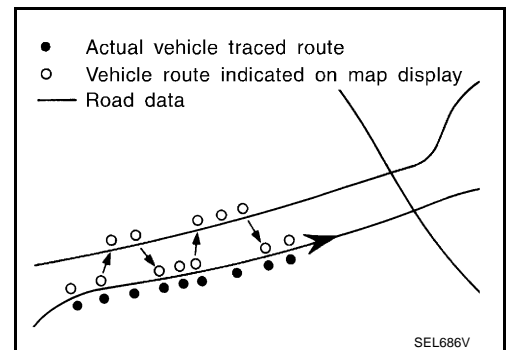 Actual vehicle traced route
Vehicle route indicated on map display
Road data
SEL686V